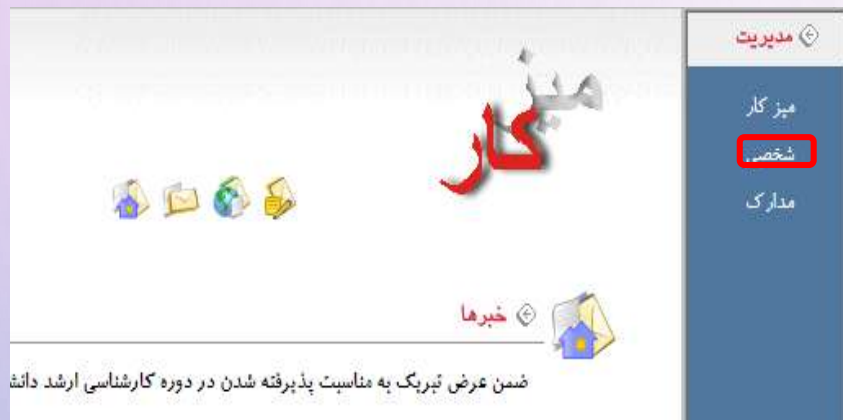 مدیریت
میز کار
شخصی
مدارک
میز
کار
خبرها
ضمن عرض تبریک به مناسبت پذیرفته شدن در دوره کارشناسی ارشد